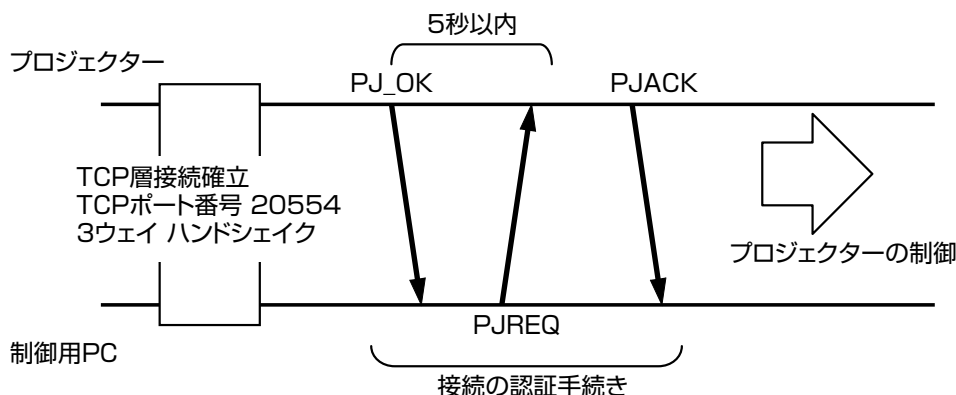 5秒以内
プロジェクター
PJ_OK
PJACK
TCP層接続確立
TCPポート番号 20554
3ウェイ ハンドシェイク
プロジェクターの制御
PJREQ
制御用PC
接続の認証手続き